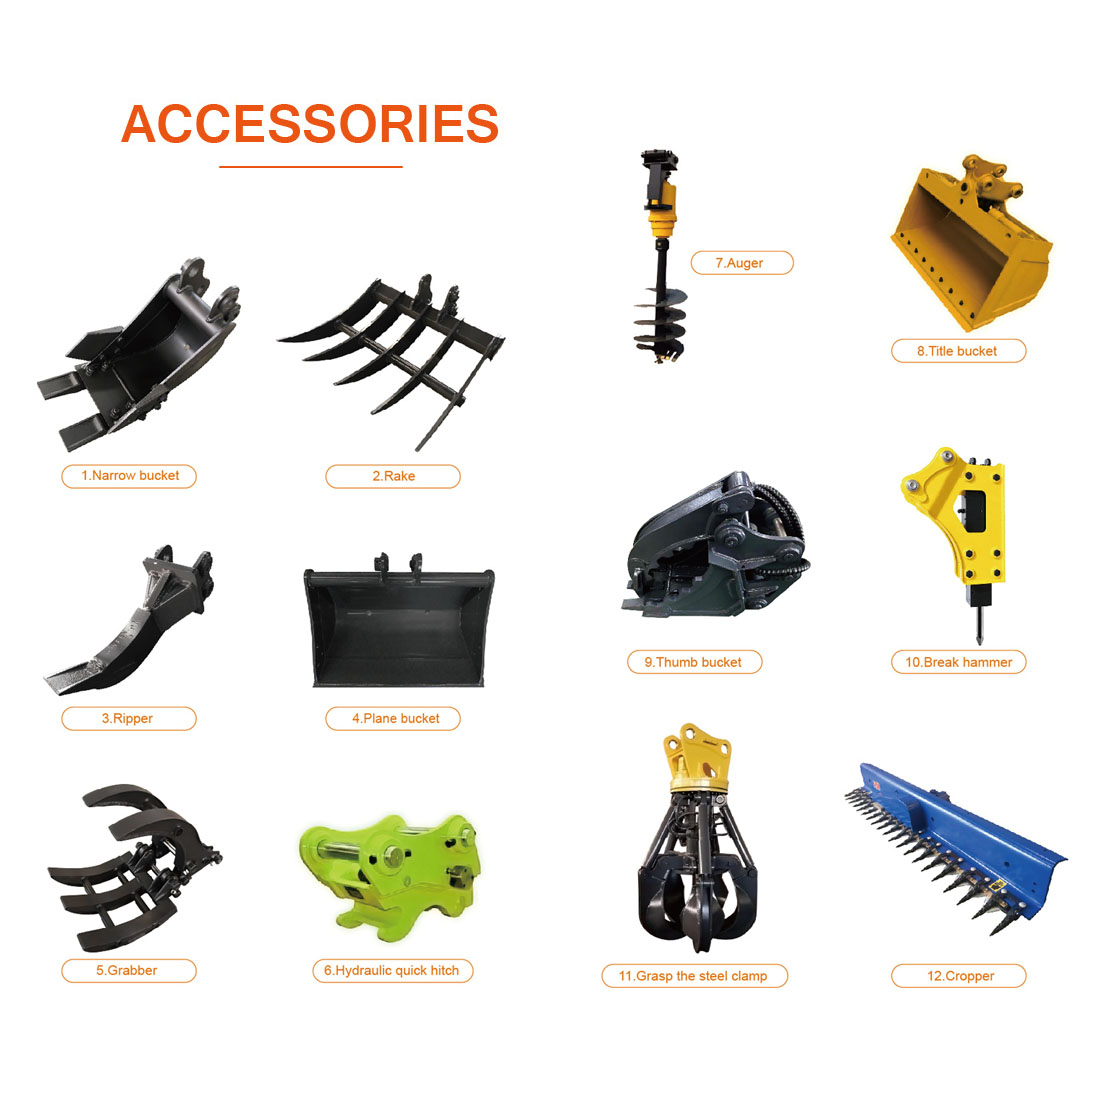 ACCESSORIES
1.Narrow bucket
2.Rake
3.Ripper
4.Plane bucket
5.Grabber
6.Hydraulic quick hitch
7.Auger
8.Title bucket
9.Thumb bucket
10.Break hammer
11.Grasp the steel clamp
12.Cropper